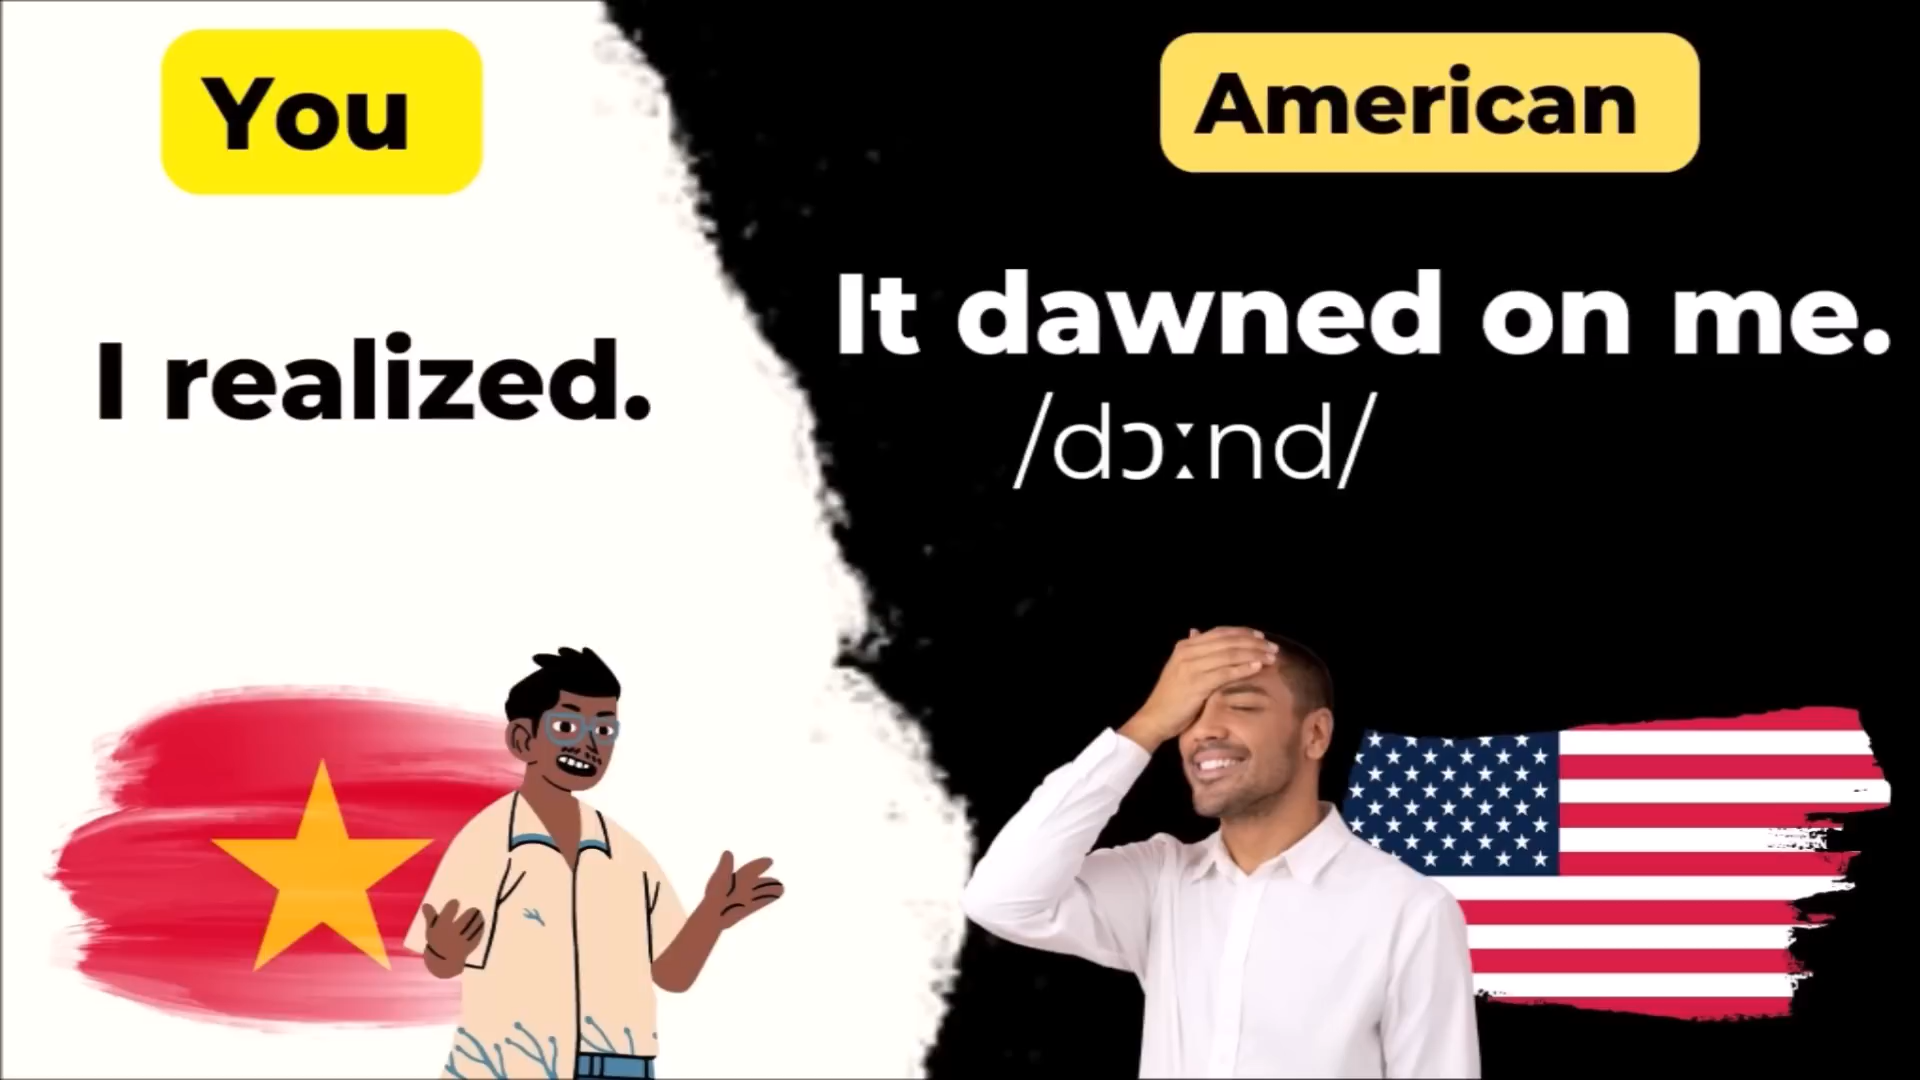 You
I realized.
American
It dawned on me.
/dɔːnd/